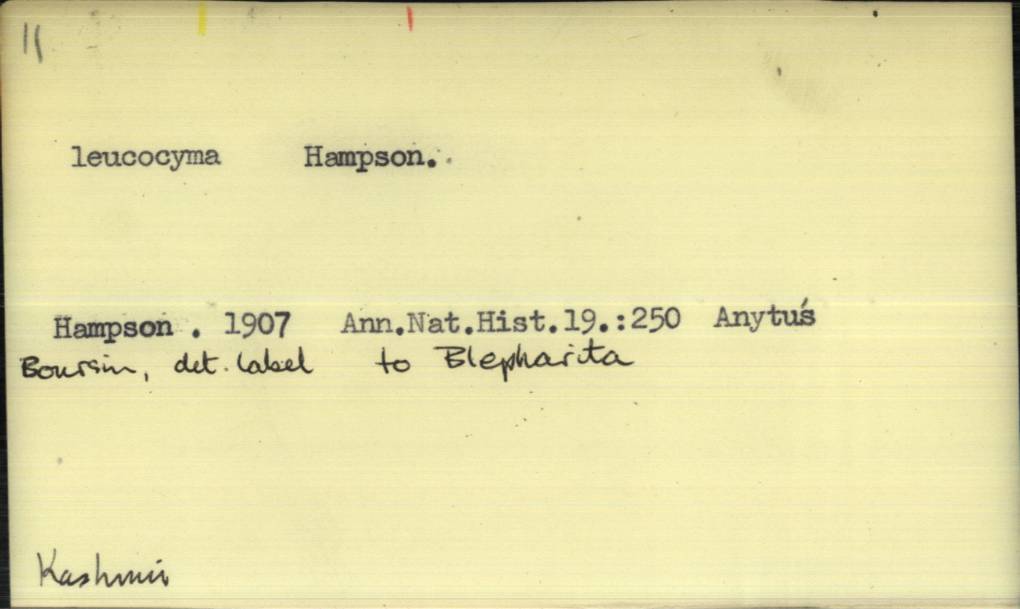 11
leucocyma Hampson.
Hampson . 1907 Ann.Nat.Hist.19.:250 Anytus
Boursin, det. label to Blepharita
Kashmir